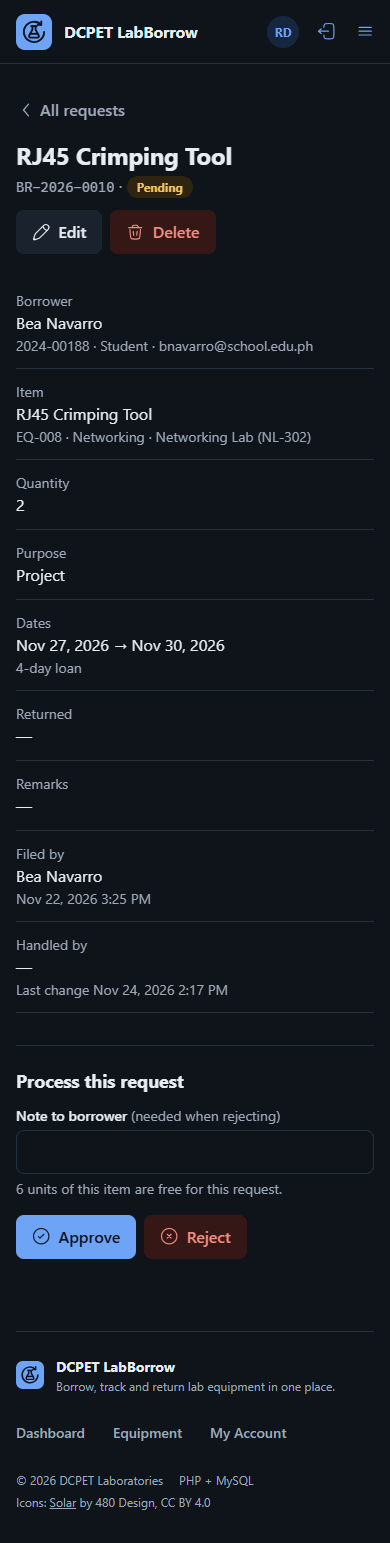 DCPET LabBorrow
RD
All requests
RJ45 Crimping Tool
BR-2026-0010 · Pending
Edit
Delete
Borrower
Bea Navarro
2024-00188 · Student · bnavarro@school.edu.ph
Item
RJ45 Crimping Tool
EQ-008 · Networking · Networking Lab (NL-302)
Quantity
2
Purpose
Project
Dates
Nov 27, 2026 → Nov 30, 2026
4-day loan
Returned
—
Remarks
—
Filed by
Bea Navarro
Nov 22, 2026 3:25 PM
Handled by
—
Last change Nov 24, 2026 2:17 PM
Process this request
Note to borrower (needed when rejecting)
6 units of this item are free for this request.
Approve
Reject
DCPET LabBorrow
Borrow, track and return lab equipment in one place.
Dashboard
Equipment
My Account
© 2026 DCPET Laboratories
PHP + MySQL
Icons: Solar by 480 Design, CC BY 4.0